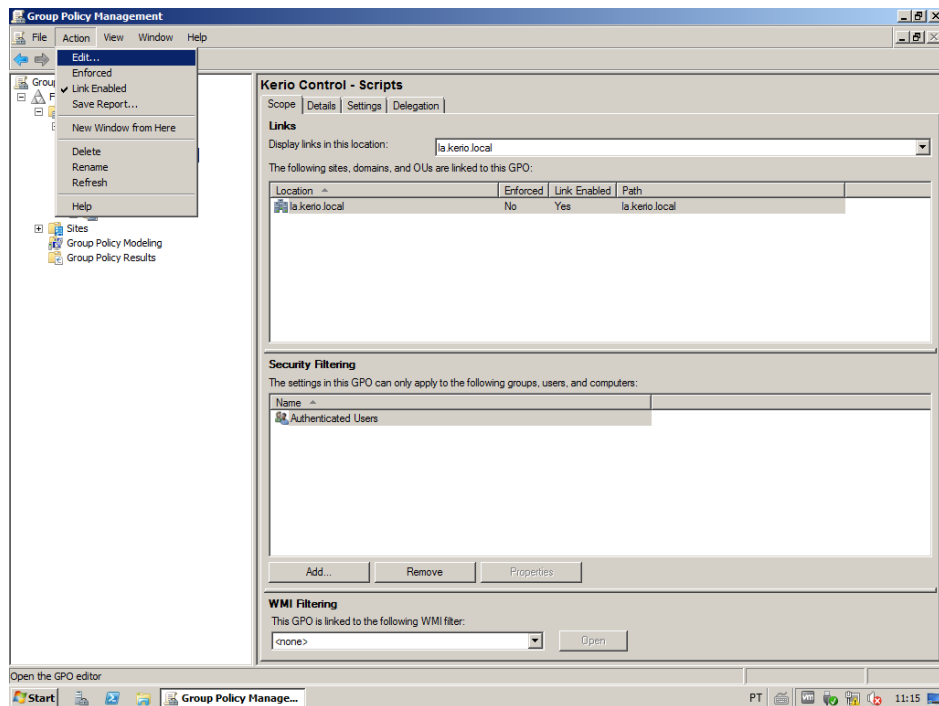 Group Policy Management
File Action View Window Help
Edit...
Enforced
Link Enabled
Save Report...
New Window from Here
Delete
Rename
Refresh
Help
Sites
Group Policy Modeling
Group Policy Results
Kerio Control - Scripts
Scope Details Settings Delegation
Links
Display links in this location: la.kerio.local
The following sites, domains, and OUs are linked to this GPO:
Location Enforced Link Enabled Path
la.kerio.local No Yes la.kerio.local
Security Filtering
The settings in this GPO can only apply to the following groups, users, and computers:
Name
Authenticated Users
Add... Remove Properties
WMI Filtering
This GPO is linked to the following WMI filter:
<none> Open
Open the GPO editor
Start Group Policy Manage... PT 11:15